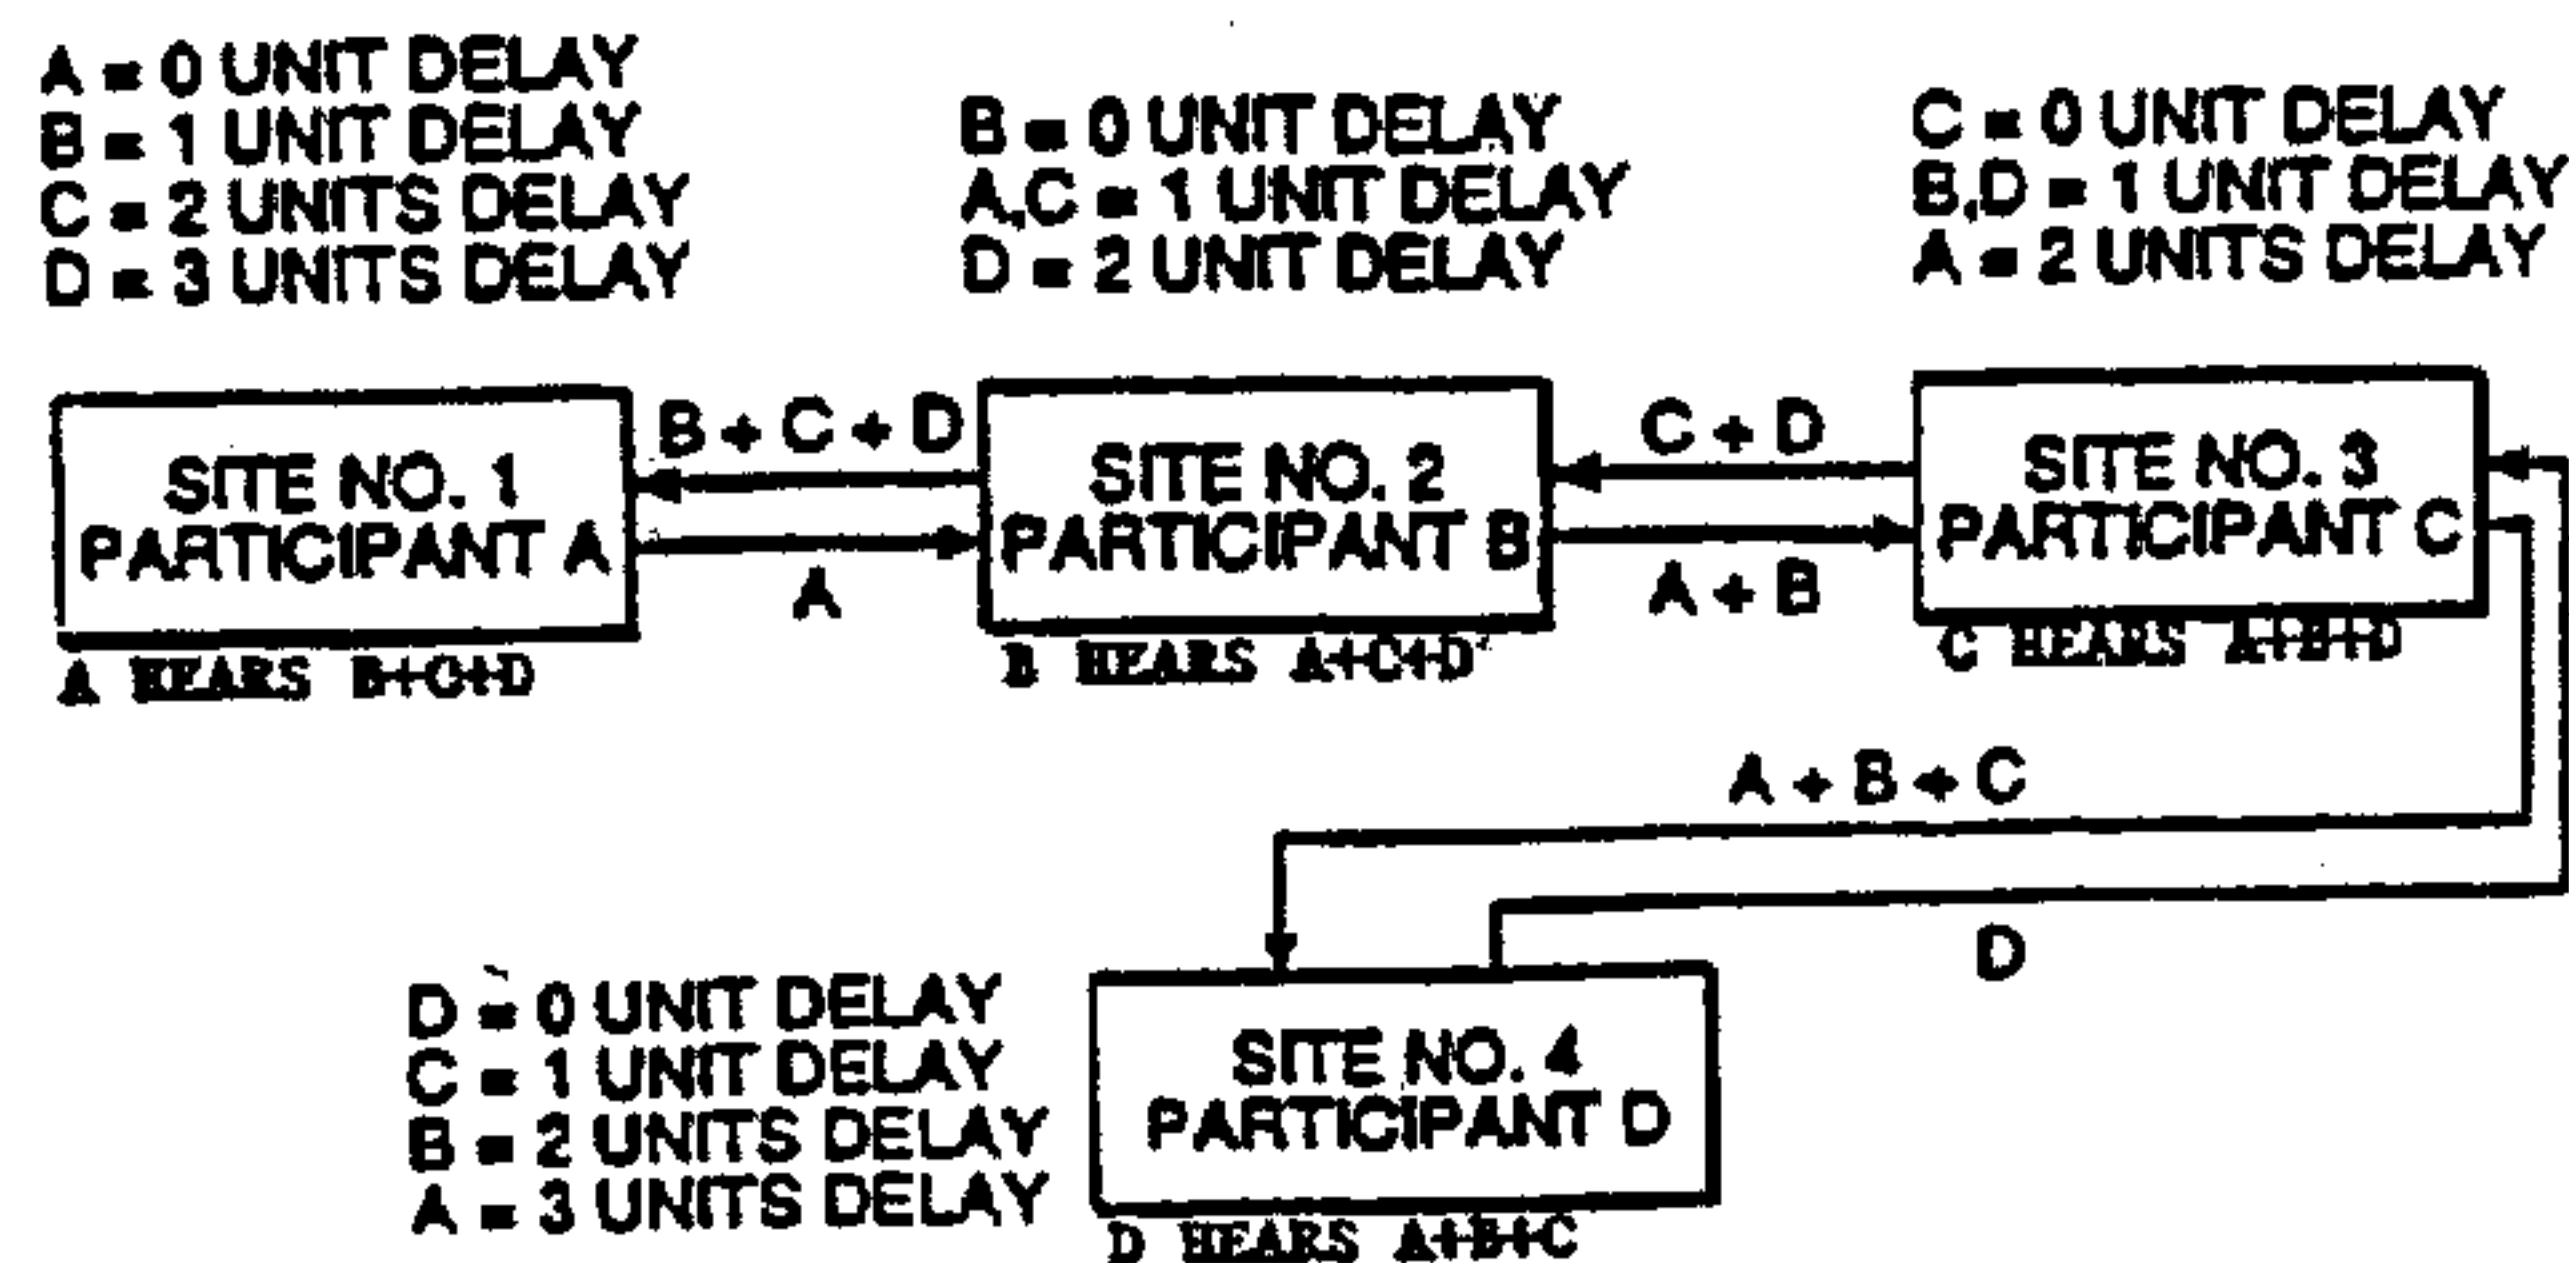 A = 0 UNIT DELAY
B = 1 UNIT DELAY
C = 2 UNITS DELAY
D = 3 UNITS DELAY
B = 0 UNIT DELAY
A,C = 1 UNIT DELAY
D = 2 UNIT DELAY
C = 0 UNIT DELAY
B,D = 1 UNIT DELAY
A = 2 UNITS DELAY
SITE NO. 1
PARTICIPANT A
A HEARS B+C+D
B + C + D
A
SITE NO. 2
PARTICIPANT B
B HEARS A+C+D
C + D
A + B
SITE NO. 3
PARTICIPANT C
C HEARS A+B+D
A + B + C
D
D = 0 UNIT DELAY
C = 1 UNIT DELAY
B = 2 UNITS DELAY
A = 3 UNITS DELAY
SITE NO. 4
PARTICIPANT D
D HEARS A+B+C